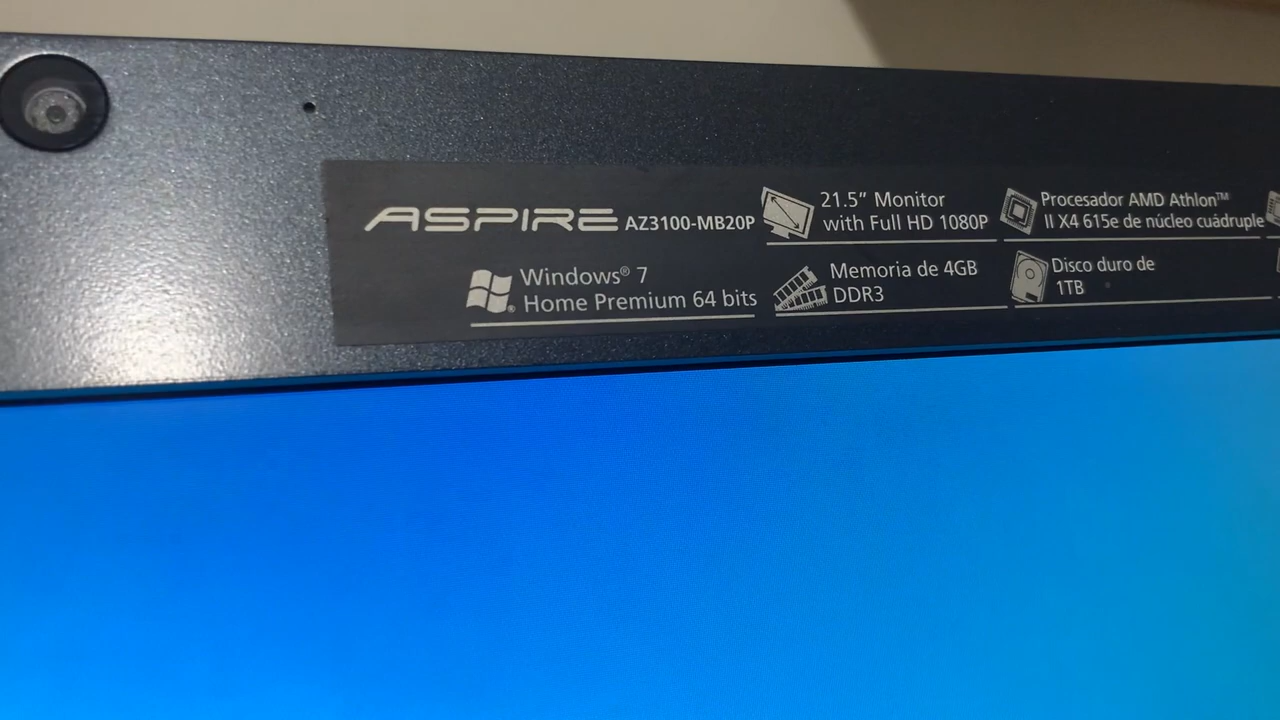 ASPIRE AZ3100-MB20P
21.5" Monitor
with Full HD 1080P
Procesador AMD Athlon™
II X4 615e de núcleo cuádruple
Windows® 7
Home Premium 64 bits
Memoria de 4GB
DDR3
Disco duro de
1TB